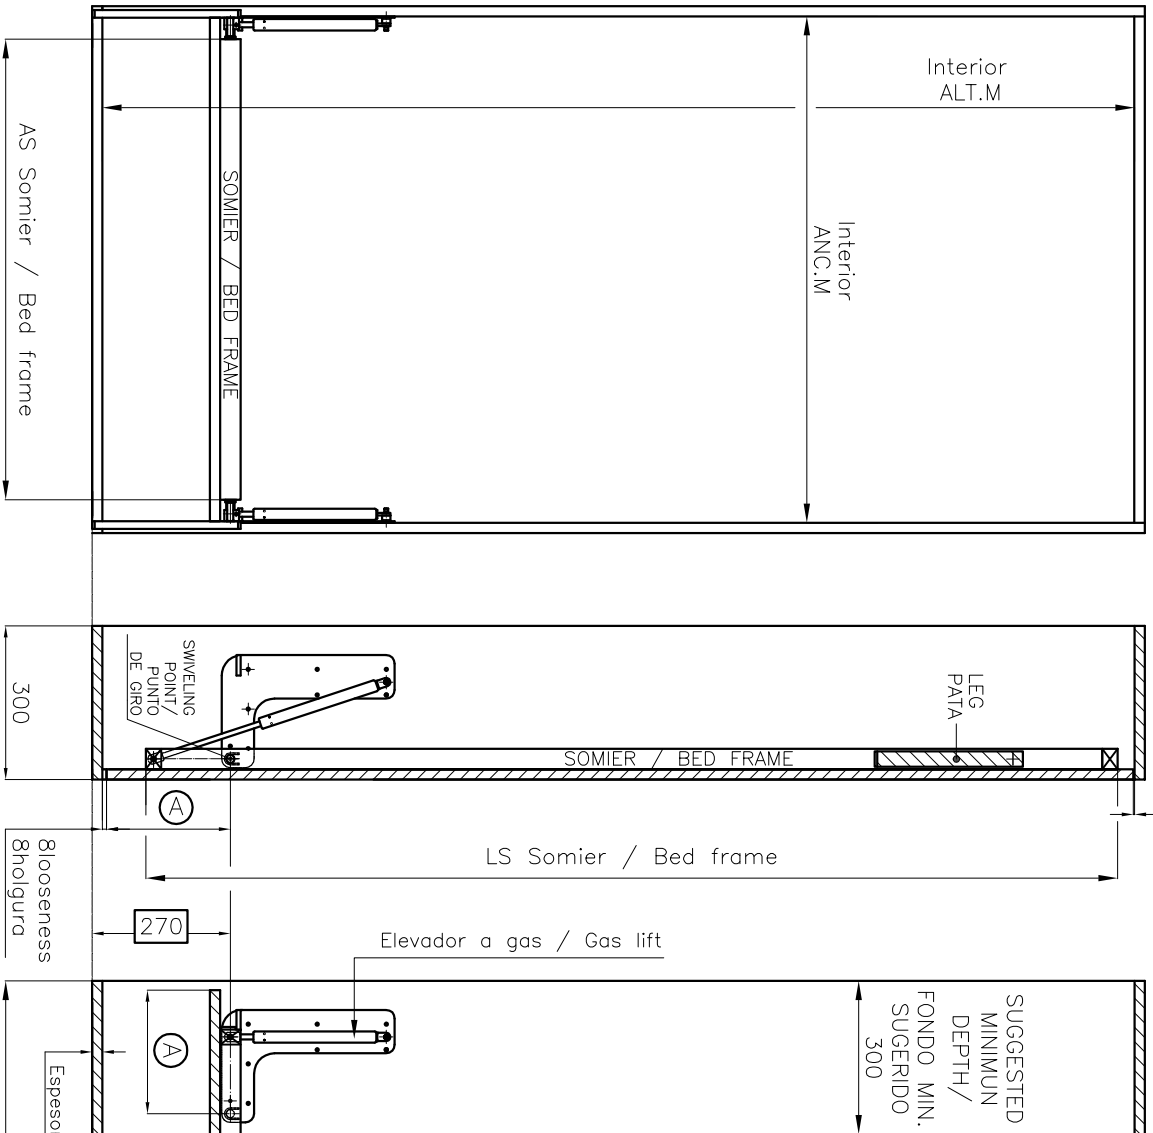 Interior
ALT.M
Interior
ANC.M
AS Somier / Bed frame
SOMIER / BED FRAME
300
SWIVELING
POINT/
PUNTO
DE GIRO
LEG
PATA
SOMIER / BED FRAME
A
LS Somier / Bed frame
8looseness
8holgura
270
Elevador a gas / Gas lift
A
SUGGESTED
MINIMUN
DEPTH/
FONDO MIN.
SUGERIDO
300
Espesor